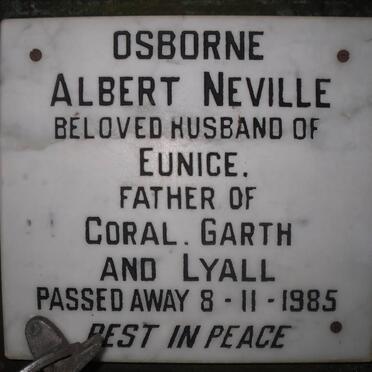 OSBORNE
ALBERT NEVILLE
BELOVED HUSBAND OF
EUNICE.
FATHER OF
CORAL. GARTH
AND LYALL
PASSED AWAY 8-11-1985
REST IN PEACE